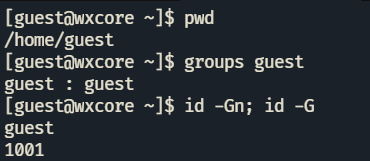 [guest@wxcore ~]$ pwd
/home/guest
[guest@wxcore ~]$ groups guest
guest : guest
[guest@wxcore ~]$ id -Gn; id -G
guest
1001